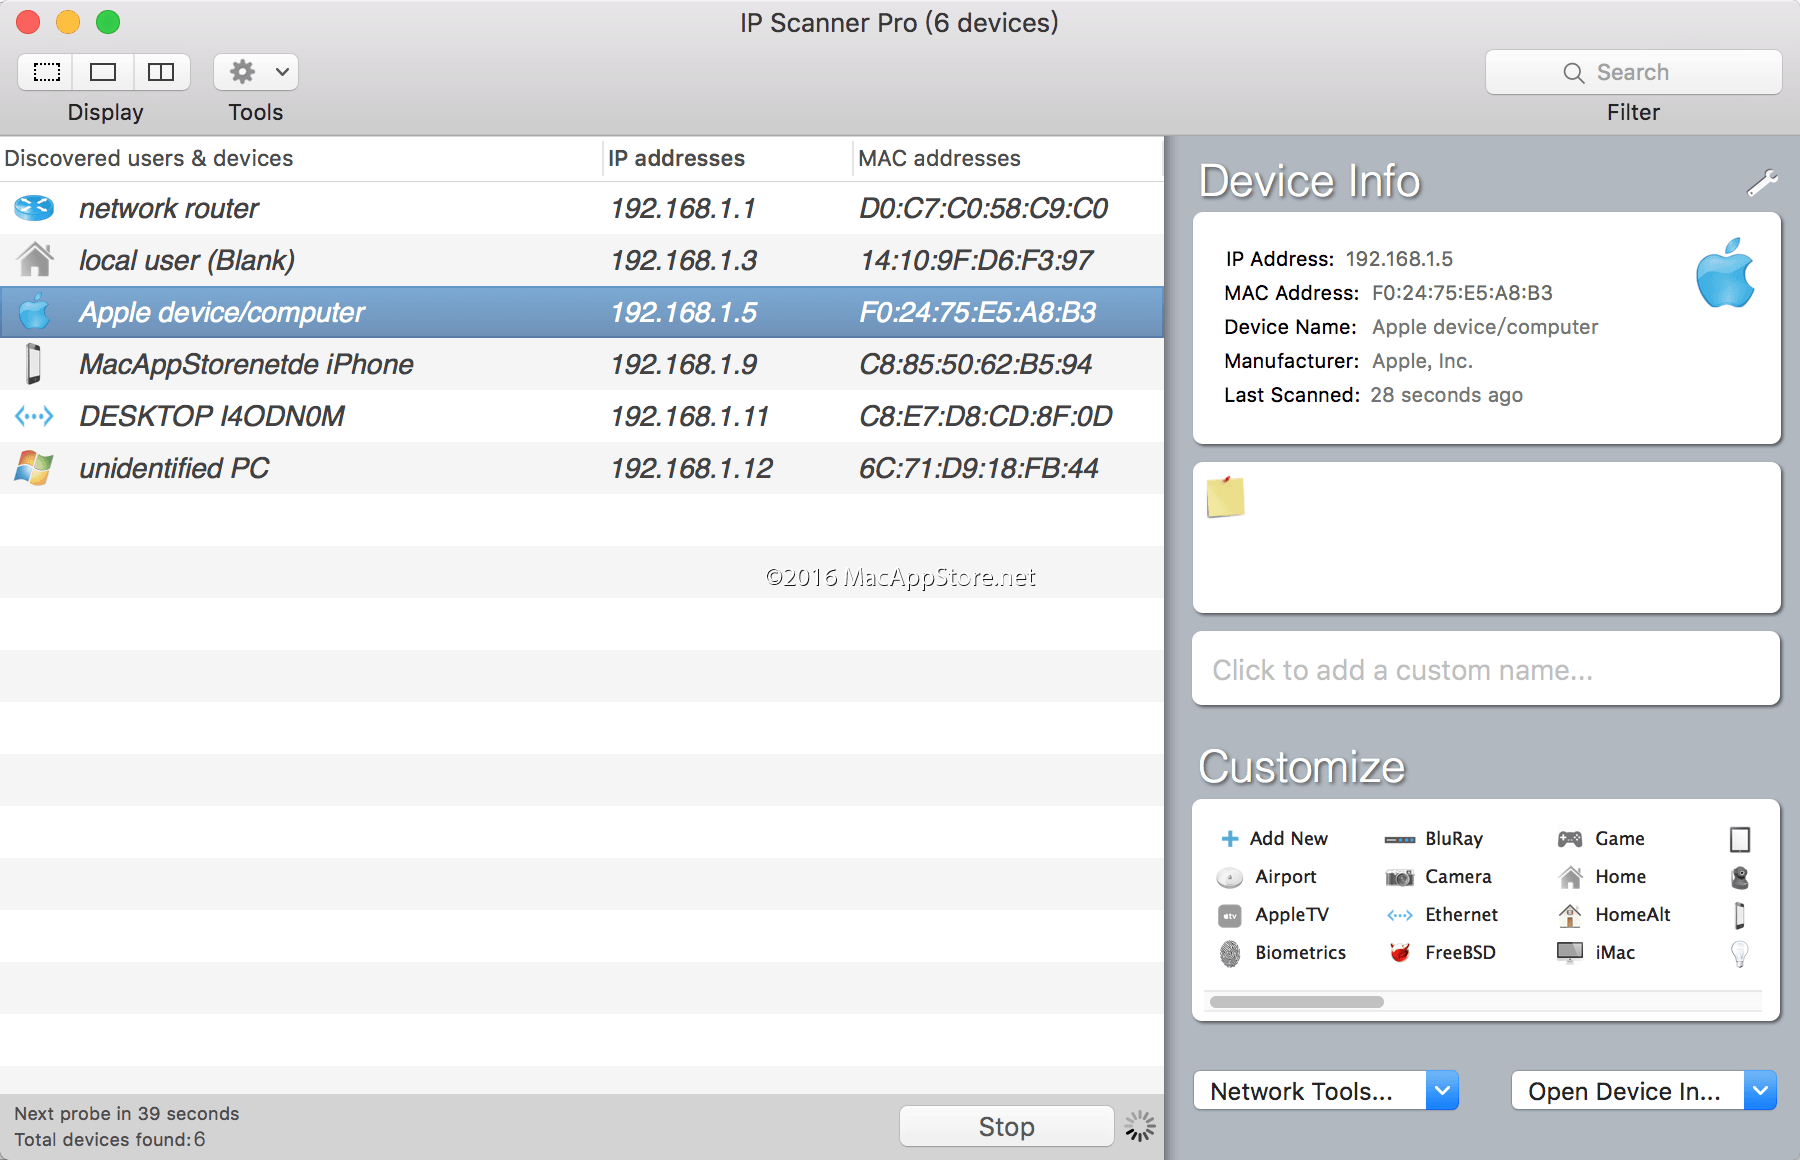 IP Scanner Pro (6 devices)
Display
Tools
Search
Filter
Discovered users & devices IP addresses MAC addresses
network router 192.168.1.1 D0:C7:C0:58:C9:C0
local user (Blank) 192.168.1.3 14:10:9F:D6:F3:97
Apple device/computer 192.168.1.5 F0:24:75:E5:A8:B3
MacAppStorenetde iPhone 192.168.1.9 C8:85:50:62:B5:94
DESKTOP I4ODN0M 192.168.1.11 C8:E7:D8:CD:8F:0D
unidentified PC 192.168.1.12 6C:71:D9:18:FB:44
©2016 MacAppStore.net
Next probe in 39 seconds
Total devices found:6
Stop
Device Info
IP Address: 192.168.1.5
MAC Address: F0:24:75:E5:A8:B3
Device Name: Apple device/computer
Manufacturer: Apple, Inc.
Last Scanned: 28 seconds ago
Click to add a custom name...
Customize
Add New BluRay Game
Airport Camera Home
tv AppleTV Ethernet HomeAlt
Biometrics FreeBSD iMac
Network Tools... Open Device In...